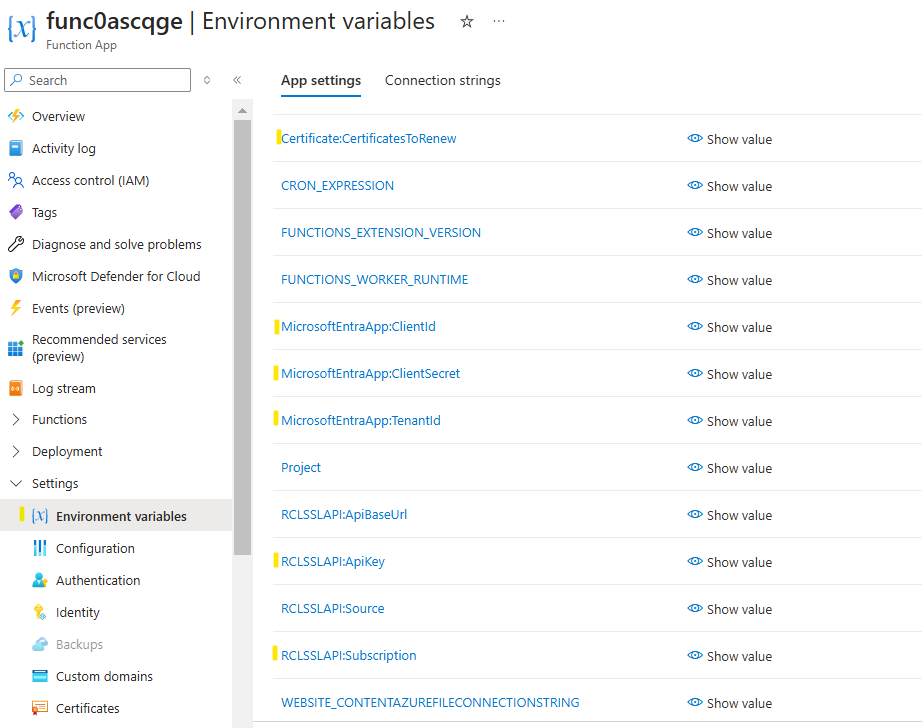 func0ascqge | Environment variables
Function App
Search
Overview
Activity log
Access control (IAM)
Tags
Diagnose and solve problems
Microsoft Defender for Cloud
Events (preview)
Recommended services
(preview)
Log stream
Functions
Deployment
Settings
Environment variables
Configuration
Authentication
Identity
Backups
Custom domains
Certificates
App settings Connection strings
Certificate:CertificatesToRenew Show value
CRON_EXPRESSION Show value
FUNCTIONS_EXTENSION_VERSION Show value
FUNCTIONS_WORKER_RUNTIME Show value
MicrosoftEntraApp:ClientId Show value
MicrosoftEntraApp:ClientSecret Show value
MicrosoftEntraApp:TenantId Show value
Project Show value
RCLSSLAPI:ApiBaseUrl Show value
RCLSSLAPI:ApiKey Show value
RCLSSLAPI:Source Show value
RCLSSLAPI:Subscription Show value
WEBSITE_CONTENTAZUREFILECONNECTIONSTRING Show value